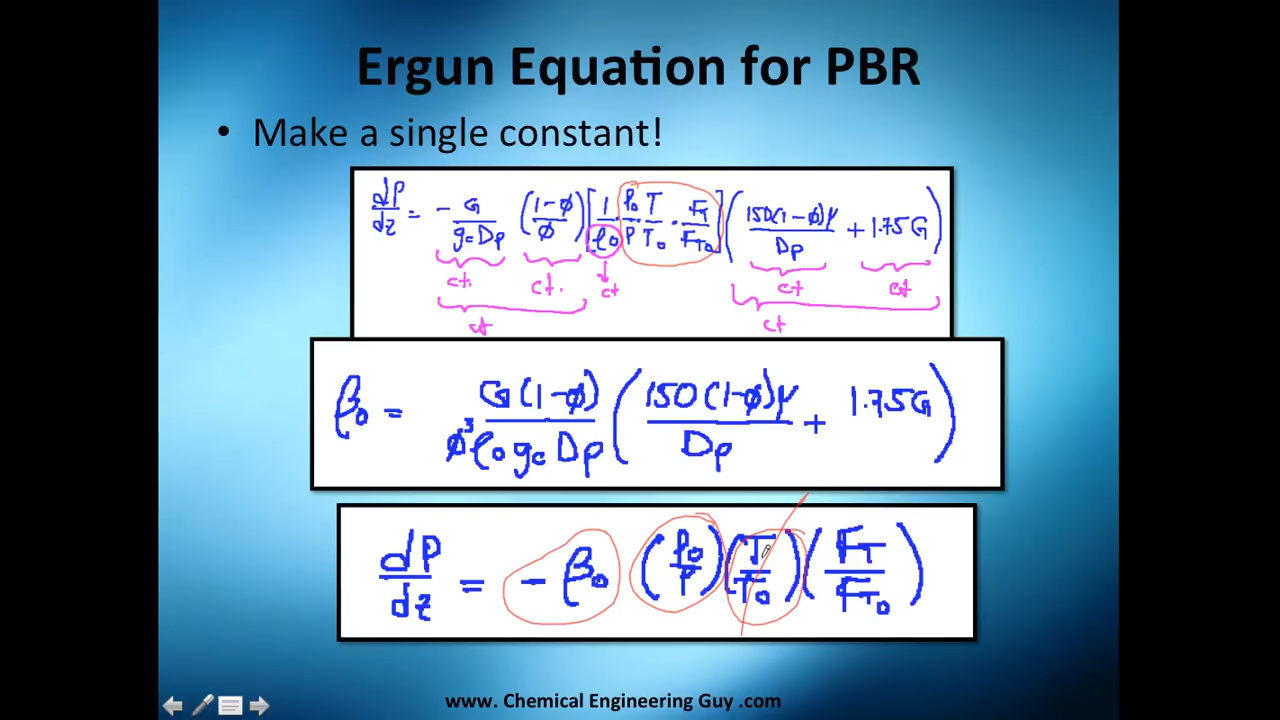 Ergun Equation for PBR
• Make a single constant!
dP/dz = - G/(gc Dp) ((1-φ)/φ) [1/ρ0 · P0/P · T/T0 · FT/FT0] (150(1-φ)μ/Dp + 1.75G)
ct. ct. ct ct ct
ct ct
β0 = G(1-φ)/(φ³ρ0 gc Dp) (150(1-φ)μ/Dp + 1.75G)
dP/dz = - β0 (P0/P)(T/T0)(FT/FT0)
www. Chemical Engineering Guy .com